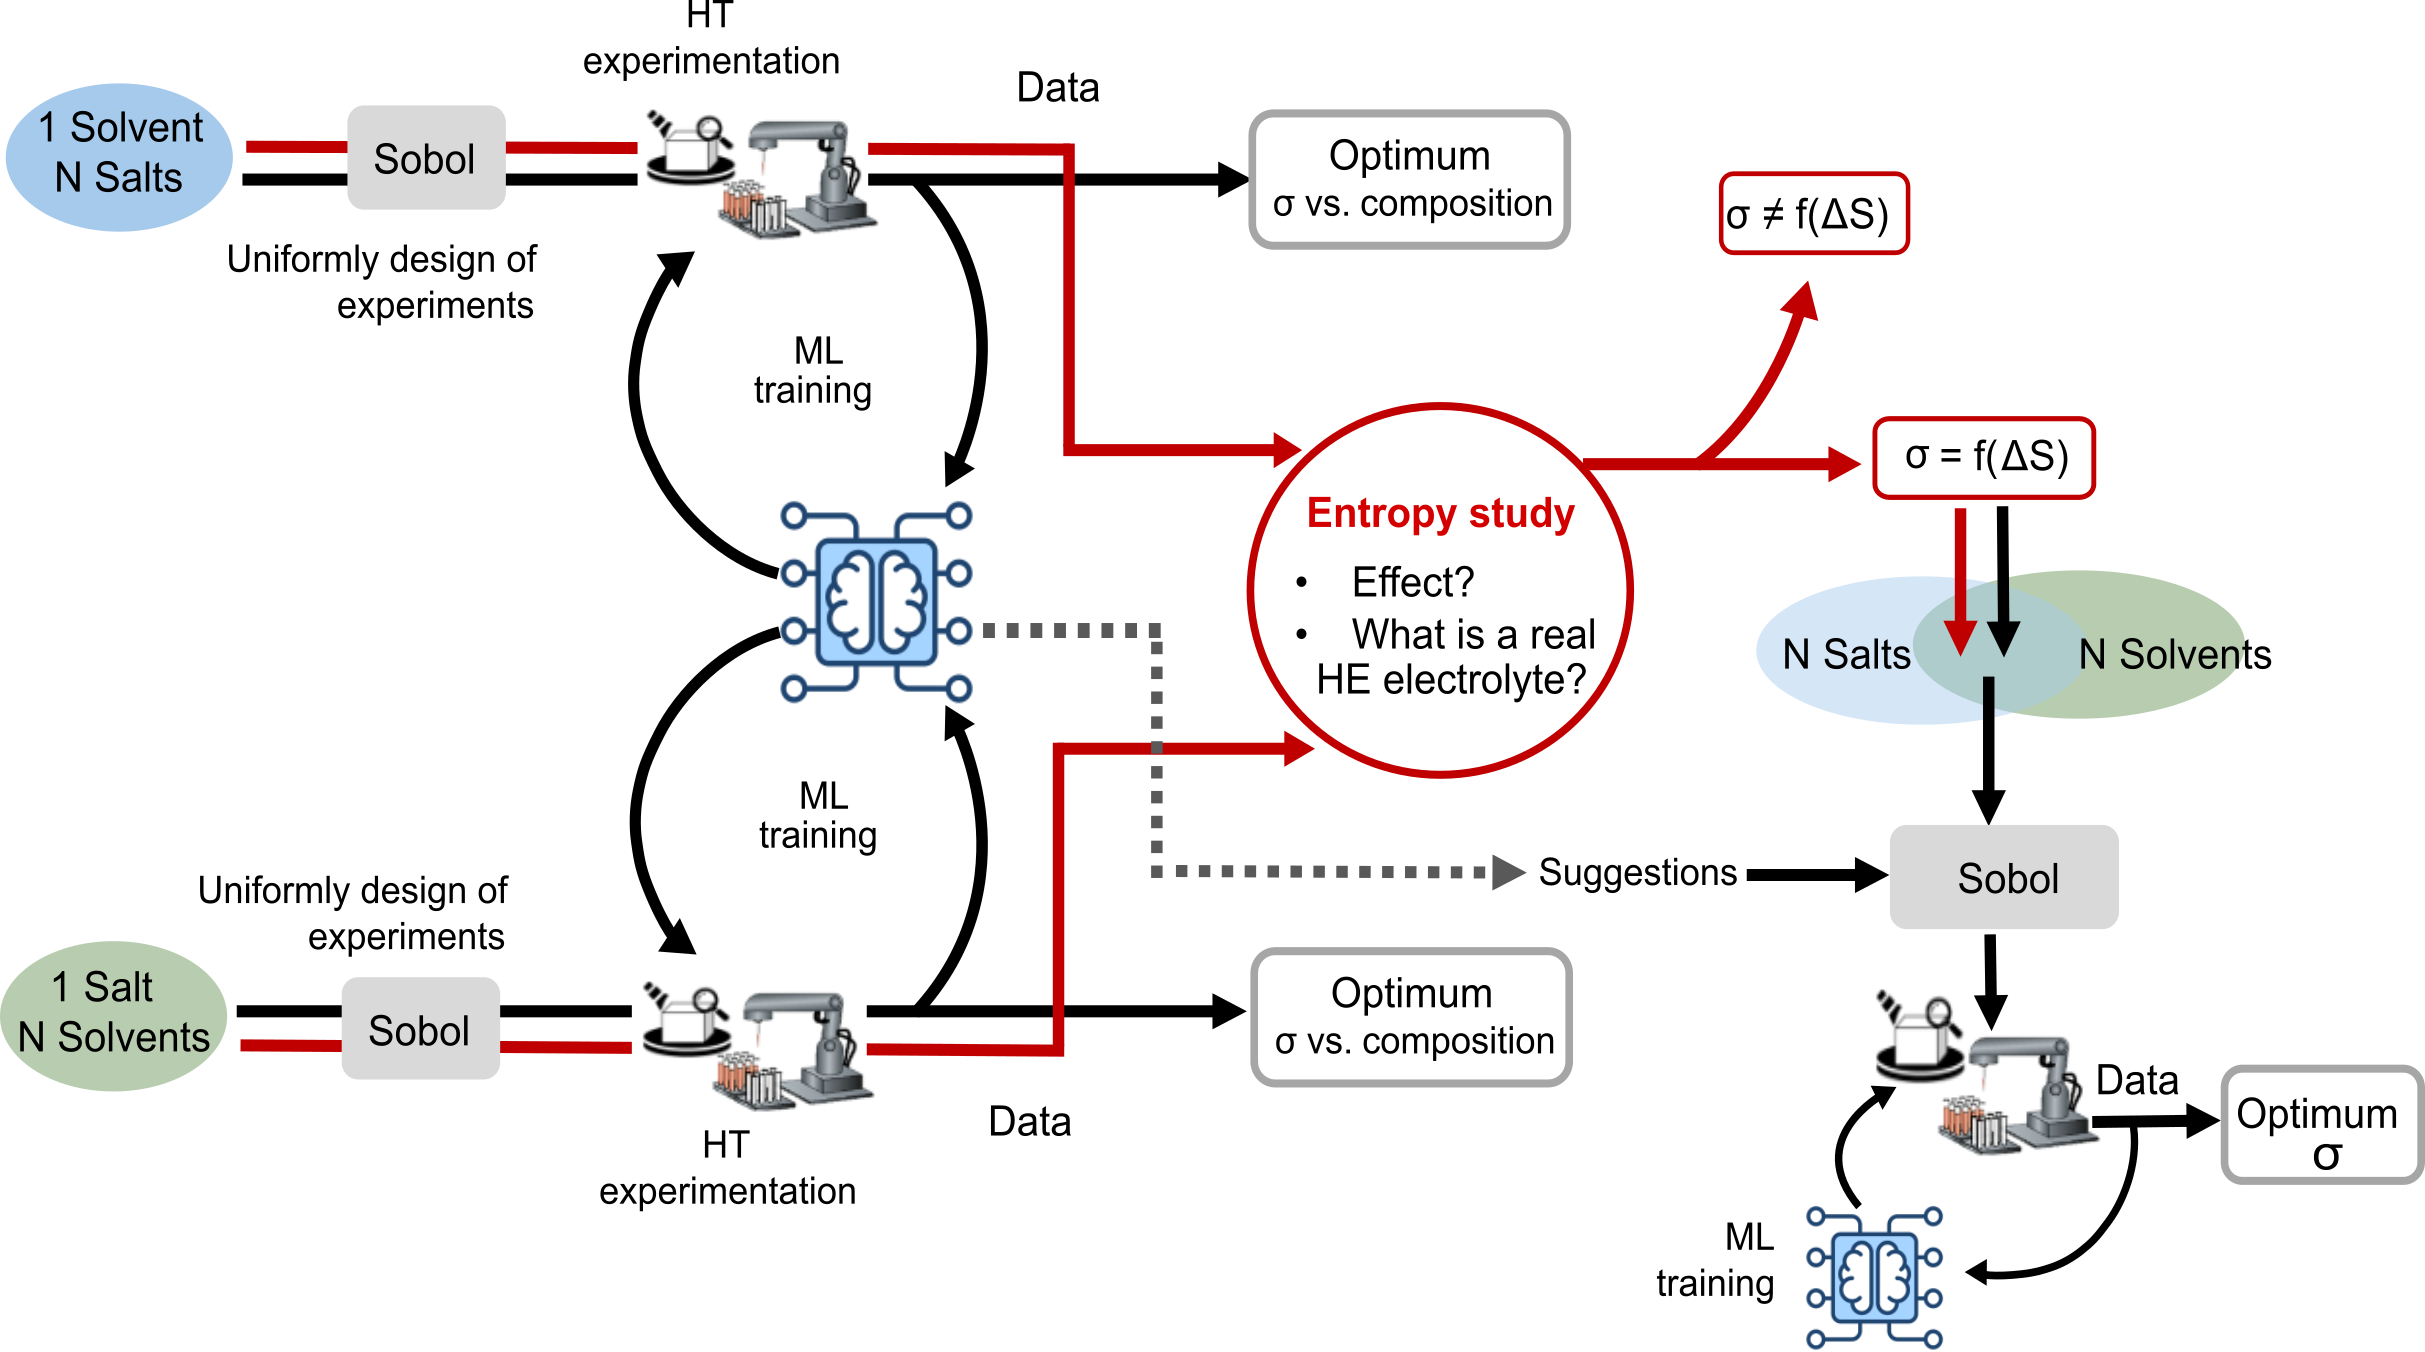 HT
experimentation
Data
1 Solvent
N Salts
Sobol
Optimum
σ vs. composition
Uniformly design of
experiments
σ ≠ f(ΔS)
ML
training
σ = f(ΔS)
Entropy study
• Effect?
• What is a real
HE electrolyte?
N Salts
N Solvents
ML
training
Suggestions
Sobol
Uniformly design of
experiments
1 Salt
N Solvents
Sobol
Optimum
σ vs. composition
HT
experimentation
Data
Data
Optimum
σ
ML
training